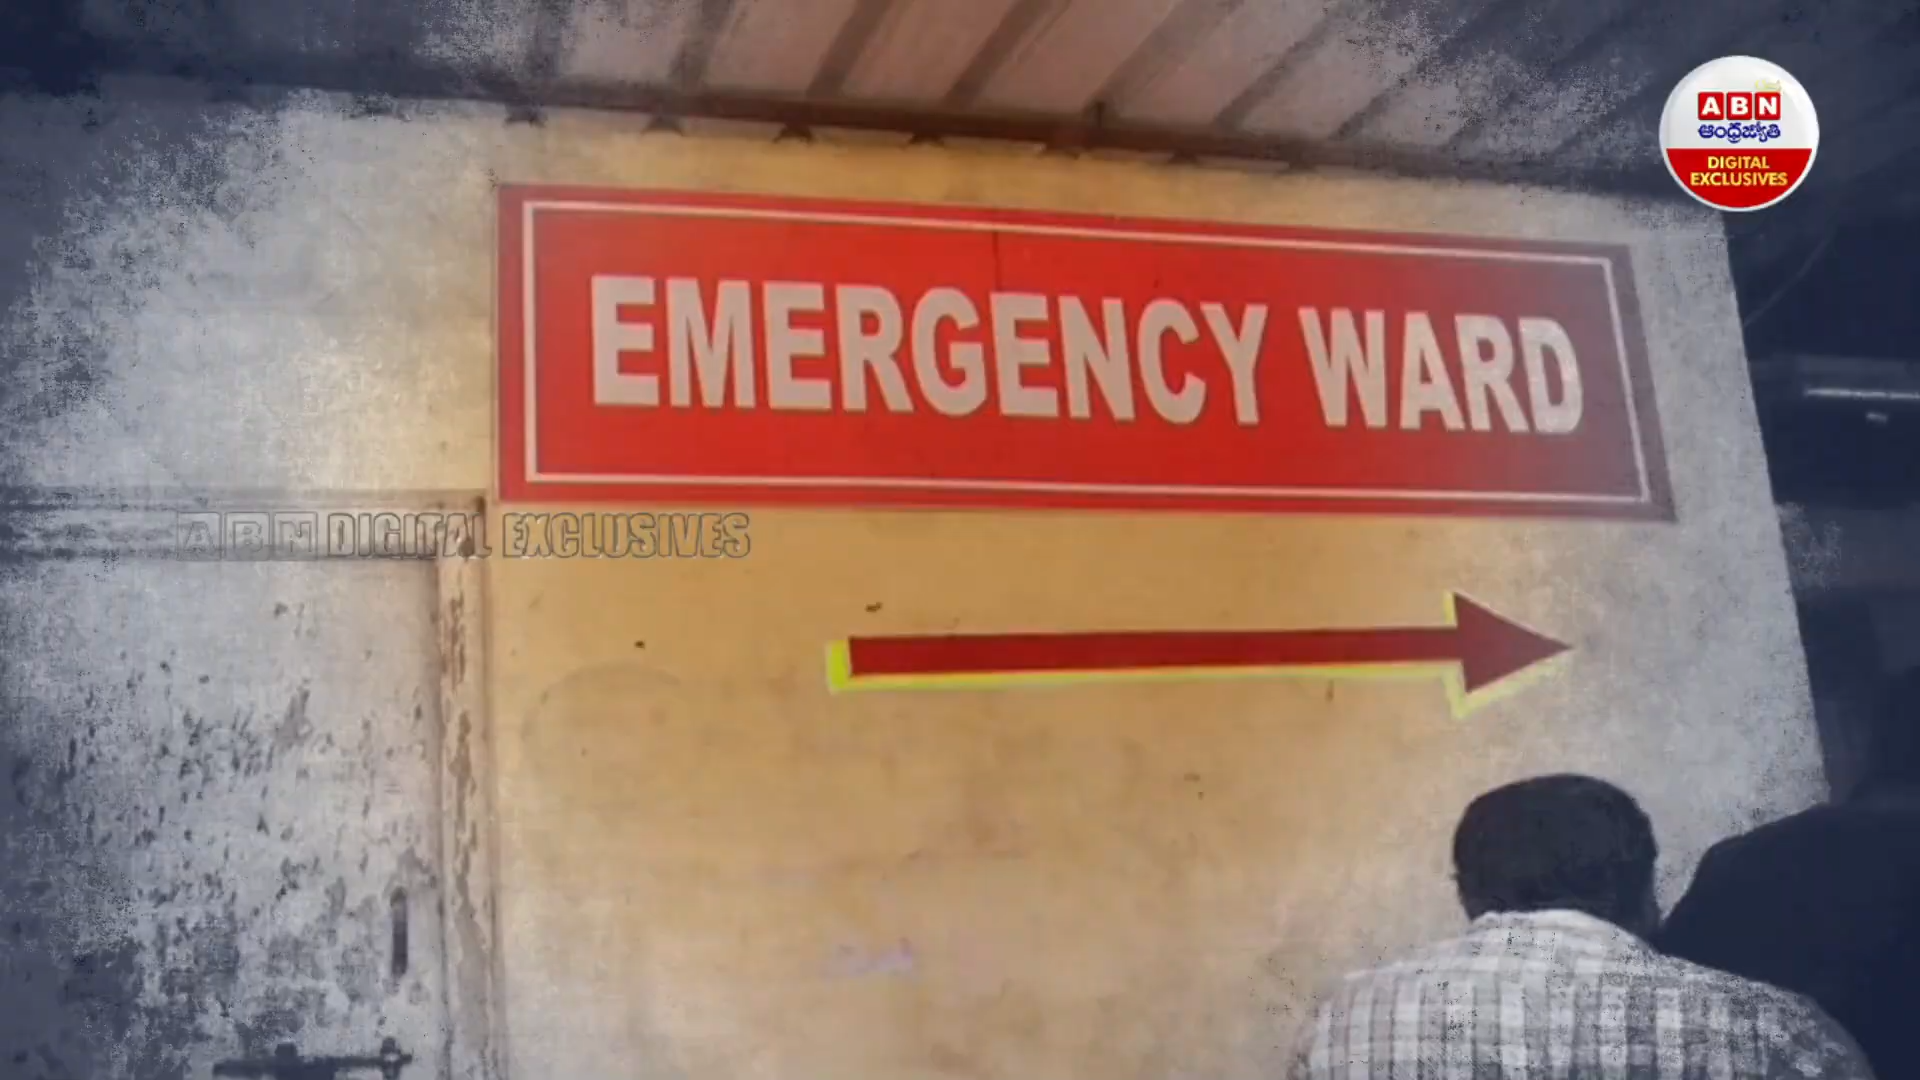 ABN
ఆంధ్రజ్యోతి
DIGITAL
EXCLUSIVES
EMERGENCY WARD
ABN DIGITAL EXCLUSIVES